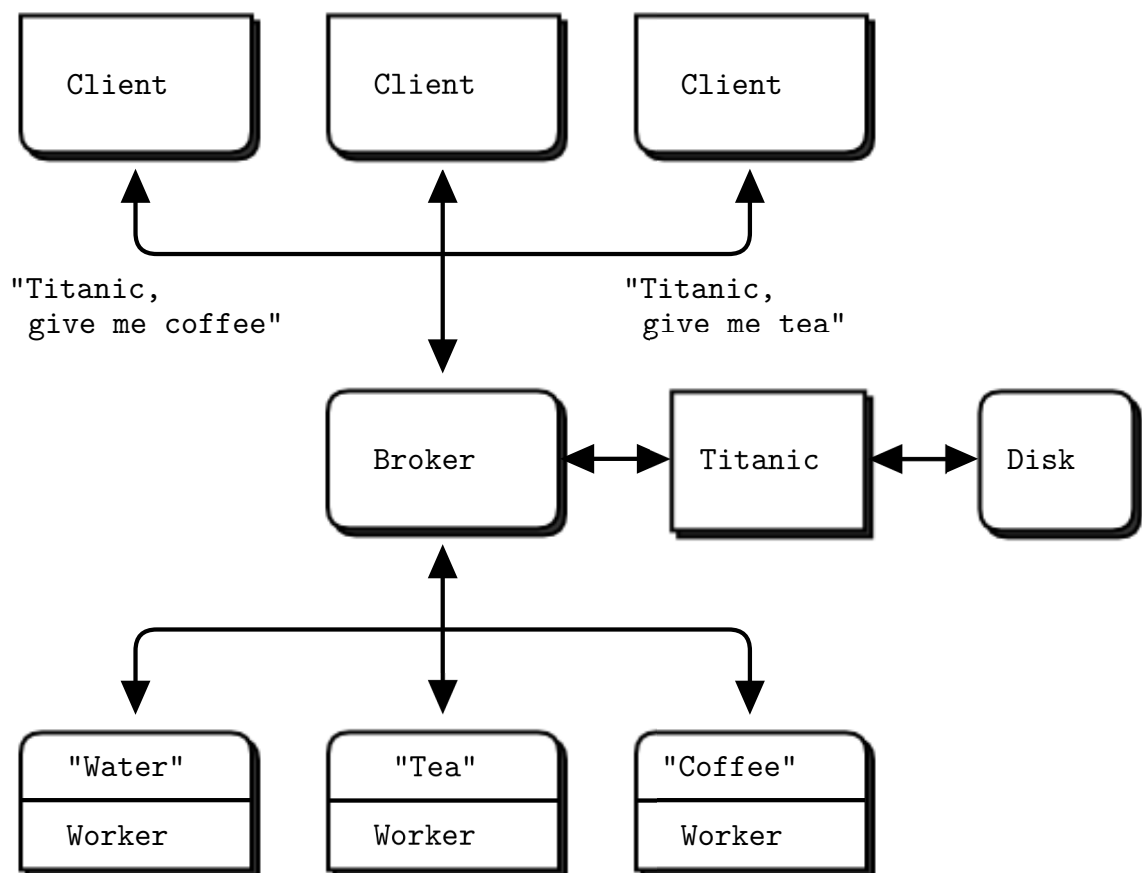 Client
Client
Client
"Titanic,
give me coffee"
"Titanic,
give me tea"
Broker
Titanic
Disk
"Water"
"Tea"
"Coffee"
Worker
Worker
Worker